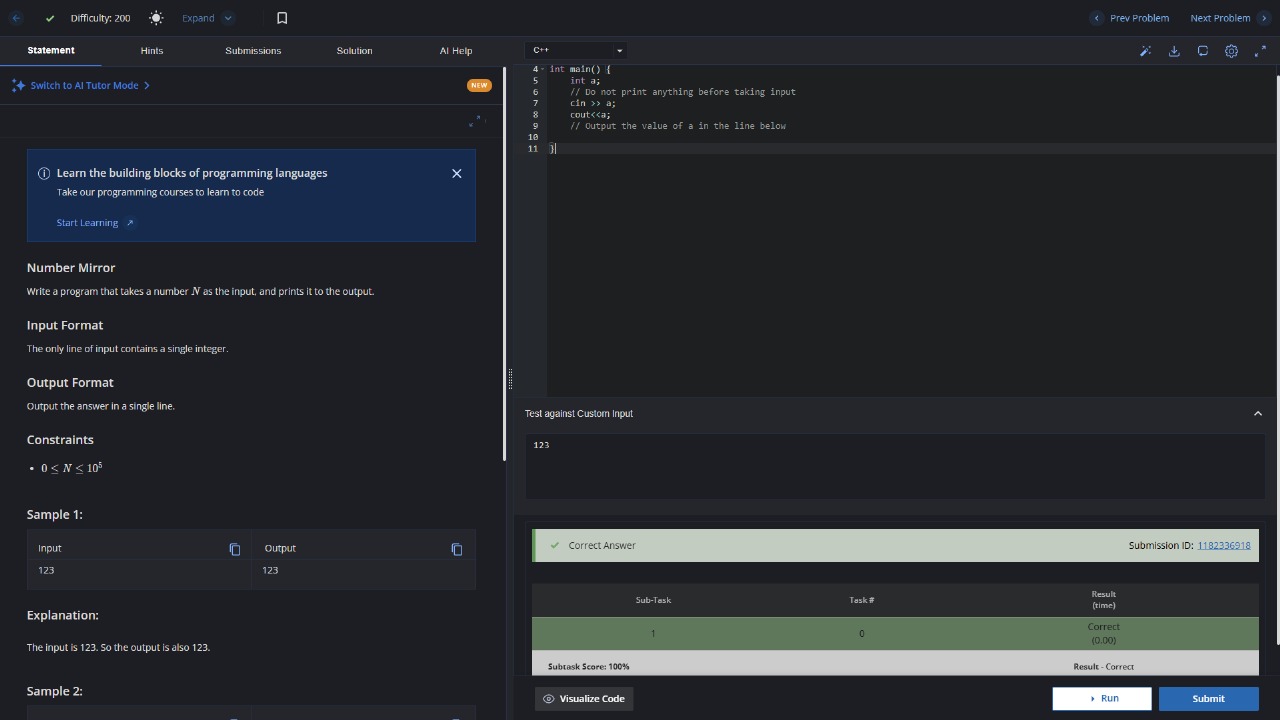 Difficulty: 200
Expand
Prev Problem
Next Problem
Statement
Hints
Submissions
Solution
AI Help
Switch to AI Tutor Mode
NEW
Learn the building blocks of programming languages
Take our programming courses to learn to code
Start Learning
Number Mirror
Write a program that takes a number N as the input, and prints it to the output.
Input Format
The only line of input contains a single integer.
Output Format
Output the answer in a single line.
Constraints
• 0 ≤ N ≤ 10⁵
Sample 1:
Input
Output
123
123
Explanation:
The input is 123. So the output is also 123.
Sample 2:
C++
4 int main() {
5     int a;
6     // Do not print anything before taking input
7     cin >> a;
8     cout<<a;
9     // Output the value of a in the line below
10
11 }
Test against Custom Input
123
Correct Answer
Submission ID: 1182336918
Sub-Task
Task #
Result
(time)
1
0
Correct
(0.00)
Subtask Score: 100%
Result - Correct
Visualize Code
Run
Submit